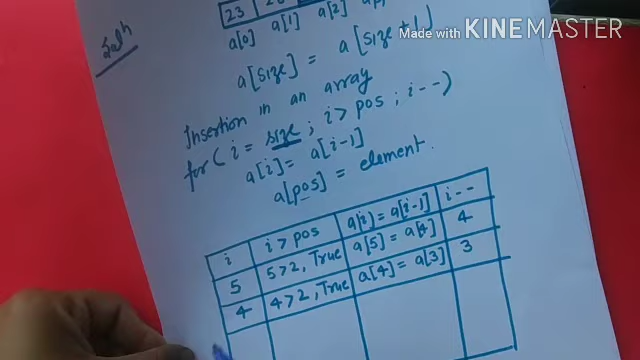 Made with KINEMASTER
Solⁿ
23
a[0] a[1] a[2]
a[size] = a[size+1]
Insertion in an array
for( i = size ; i > pos ; i-- )
a[i] = a[i-1]
a[pos] = element.
i | i > pos | a(i) = a[i-1] | i--
5 | 5>2, True | a[5] = a[4] | 4
4 | 4>2, True | a[4] = a[3] | 3